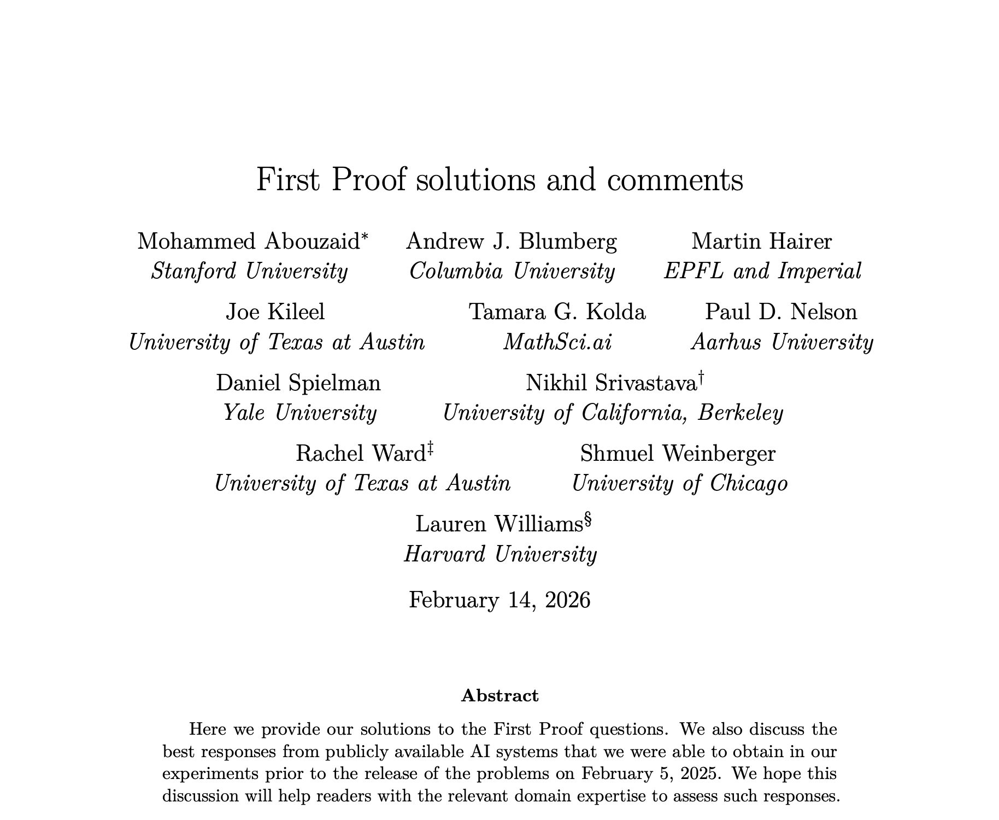 First Proof solutions and comments
Mohammed Abouzaid* Andrew J. Blumberg Martin Hairer
Stanford University Columbia University EPFL and Imperial
Joe Kileel Tamara G. Kolda Paul D. Nelson
University of Texas at Austin MathSci.ai Aarhus University
Daniel Spielman Nikhil Srivastava†
Yale University University of California, Berkeley
Rachel Ward‡ Shmuel Weinberger
University of Texas at Austin University of Chicago
Lauren Williams§
Harvard University
February 14, 2026
Abstract
Here we provide our solutions to the First Proof questions. We also discuss the
best responses from publicly available AI systems that we were able to obtain in our
experiments prior to the release of the problems on February 5, 2025. We hope this
discussion will help readers with the relevant domain expertise to assess such responses.